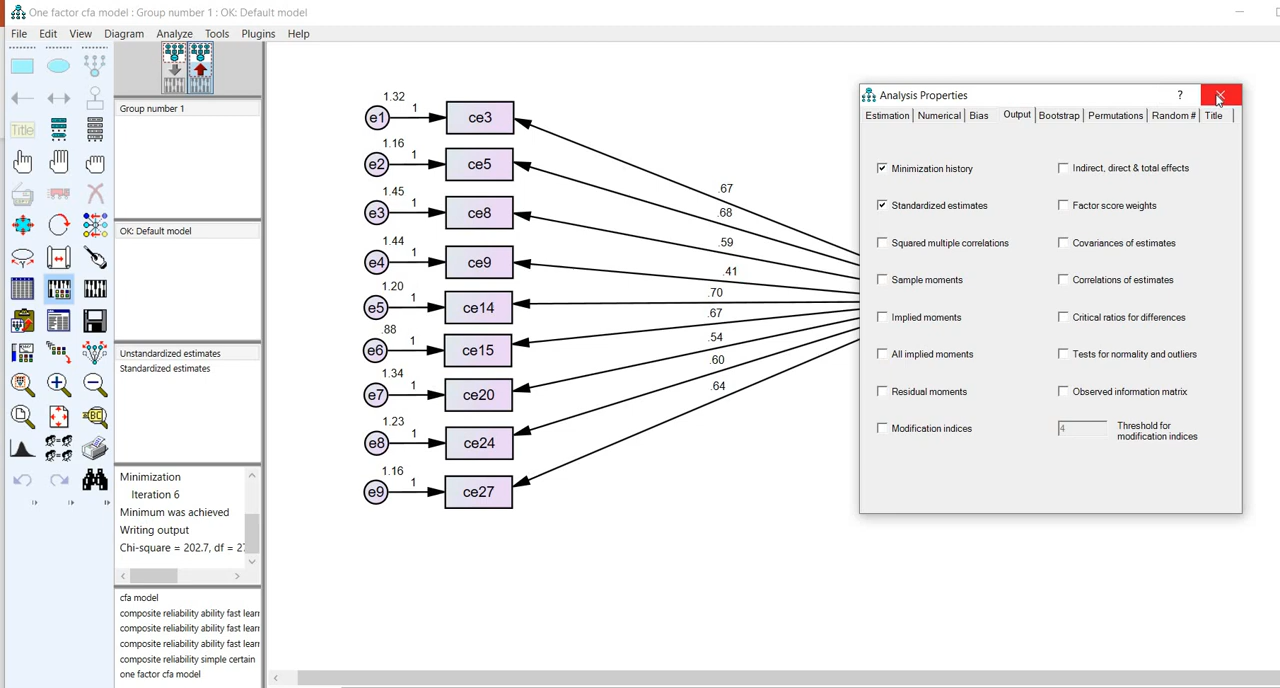 One factor cfa model : Group number 1 : OK: Default model
File Edit View Diagram Analyze Tools Plugins Help
Title
BC
Group number 1
OK: Default model
Unstandardized estimates
Standardized estimates
Minimization
Iteration 6
Minimum was achieved
Writing output
Chi-square = 202.7, df = 27
cfa model
composite reliability ability fast learn
composite reliability ability fast learn
composite reliability ability fast learn
composite reliability simple certain
one factor cfa model
1.32
e1 1 ce3
1.16
e2 1 ce5
1.45
e3 1 ce8
1.44
e4 1 ce9
1.20
e5 1 ce14
.88
e6 1 ce15
1.34
e7 1 ce20
1.23
e8 1 ce24
1.16
e9 1 ce27
.67
.68
.59
.41
.70
.67
.54
.60
.64
Analysis Properties ?
Estimation Numerical Bias Output Bootstrap Permutations Random # Title
Minimization history
Indirect, direct & total effects
Standardized estimates
Factor score weights
Squared multiple correlations
Covariances of estimates
Sample moments
Correlations of estimates
Implied moments
Critical ratios for differences
All implied moments
Tests for normality and outliers
Residual moments
Observed information matrix
Modification indices
4
Threshold for
modification indices